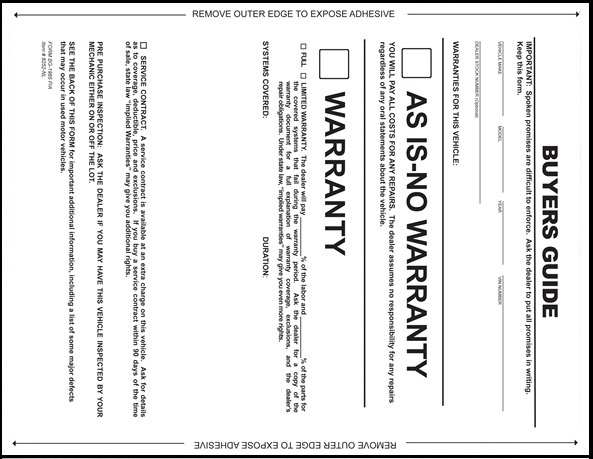 REMOVE OUTER EDGE TO EXPOSE ADHESIVE
BUYERS GUIDE
IMPORTANT: Spoken promises are difficult to enforce. Ask the dealer to put all promises in writing.
Keep this form.
VEHICLE MAKE MODEL YEAR VIN NUMBER
DEALER STOCK NUMBER (Optional)
WARRANTIES FOR THIS VEHICLE:
AS IS-NO WARRANTY
YOU WILL PAY ALL COSTS FOR ANY REPAIRS. The dealer assumes no responsibility for any repairs
regardless of any oral statements about the vehicle.
WARRANTY
FULL LIMITED WARRANTY. The dealer will pay ____% of the labor and ____% of the parts for
the covered systems that fail during the warranty period. Ask the dealer for a copy of the
warranty document for a full explanation of warranty coverage, exclusions, and the dealer's
repair obligations. Under state law, "implied warranties" may give you even more rights.
SYSTEMS COVERED: DURATION:
SERVICE CONTRACT. A service contract is available at an extra charge on this vehicle. Ask for details
as to coverage, deductible, price and exclusions. If you buy a service contract within 90 days of the time
of sale, state law "implied Warranties" may give you additional rights.
PRE PURCHASE INSPECTION: ASK THE DEALER IF YOU MAY HAVE THIS VEHICLE INSPECTED BY YOUR
MECHANIC EITHER ON OR OFF THE LOT.
SEE THE BACK OF THIS FORM for important additional information, including a list of some major defects
that may occur in used motor vehicles.
FORM BG-1985 P/A
Item # 8252-NL
REMOVE OUTER EDGE TO EXPOSE ADHESIVE